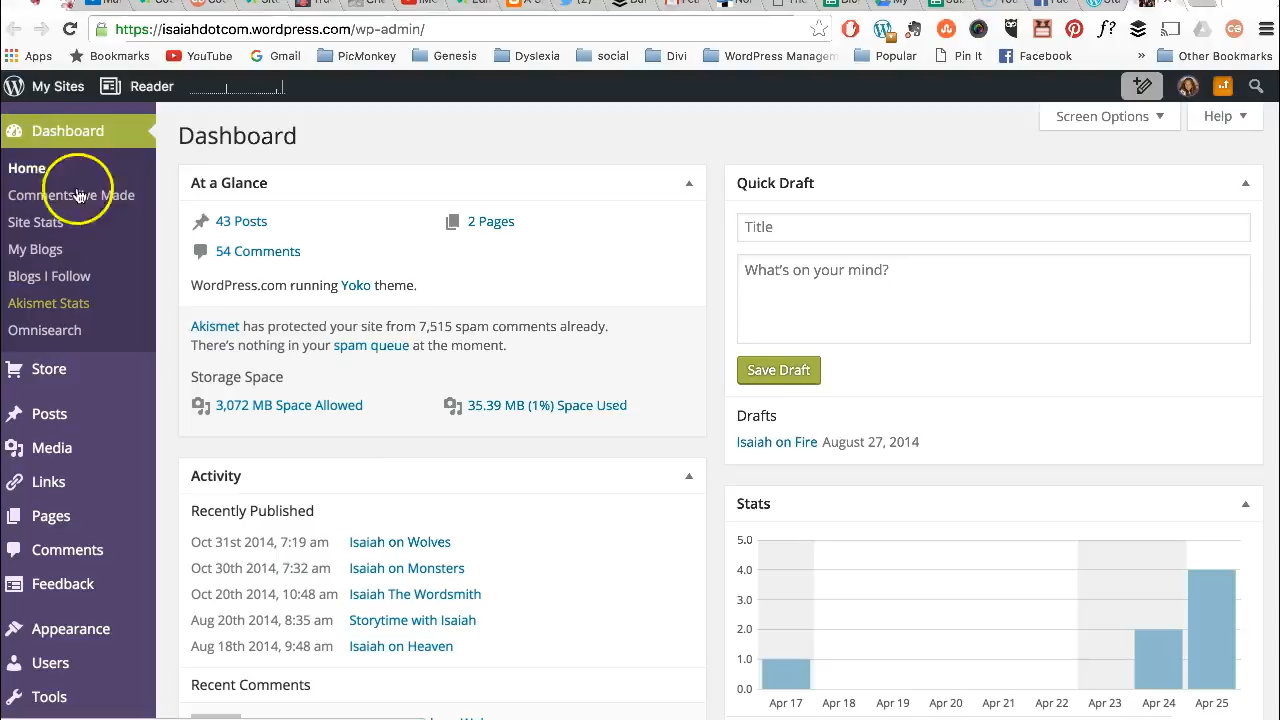 https://isaiahdotcom.wordpress.com/wp-admin/
Apps
Bookmarks
YouTube
Gmail
PicMonkey
Genesis
Dyslexia
social
Divi
WordPress Managem
Popular
Pin It
Facebook
»
Other Bookmarks
My Sites
Reader
Dashboard
Home
Comments I've Made
Site Stats
My Blogs
Blogs I Follow
Akismet Stats
Omnisearch
Store
Posts
Media
Links
Pages
Comments
Feedback
Appearance
Users
Tools
Screen Options
Help
Dashboard
At a Glance
43 Posts
2 Pages
54 Comments
WordPress.com running Yoko theme.
Akismet has protected your site from 7,515 spam comments already.
There's nothing in your spam queue at the moment.
Storage Space
3,072 MB Space Allowed
35.39 MB (1%) Space Used
Activity
Recently Published
Oct 31st 2014, 7:19 am Isaiah on Wolves
Oct 30th 2014, 7:32 am Isaiah on Monsters
Oct 20th 2014, 10:48 am Isaiah The Wordsmith
Aug 20th 2014, 8:35 am Storytime with Isaiah
Aug 18th 2014, 9:48 am Isaiah on Heaven
Recent Comments
Quick Draft
Title
What's on your mind?
Save Draft
Drafts
Isaiah on Fire August 27, 2014
Stats
5.0
4.0
3.0
2.0
1.0
0.0
Apr 17 Apr 18 Apr 19 Apr 20 Apr 21 Apr 22 Apr 23 Apr 24 Apr 25